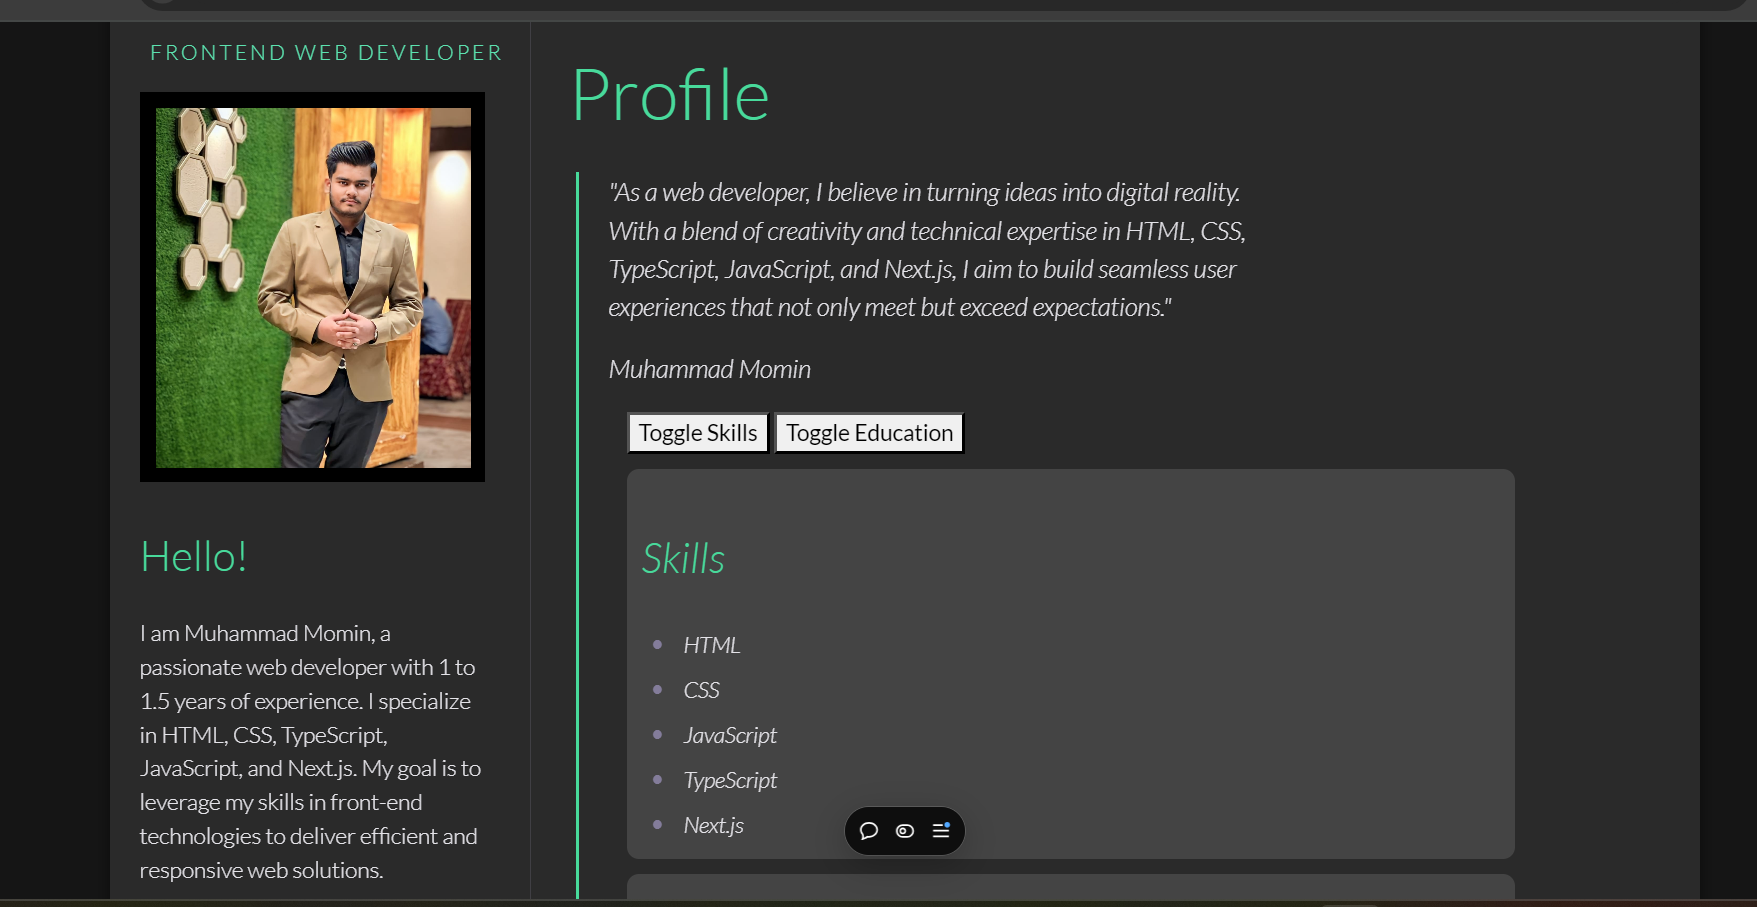 FRONTEND WEB DEVELOPER
Hello!
I am Muhammad Momin, a
passionate web developer with 1 to
1.5 years of experience. I specialize
in HTML, CSS, TypeScript,
JavaScript, and Next.js. My goal is to
leverage my skills in front-end
technologies to deliver efficient and
responsive web solutions.
Profile
"As a web developer, I believe in turning ideas into digital reality.
With a blend of creativity and technical expertise in HTML, CSS,
TypeScript, JavaScript, and Next.js, I aim to build seamless user
experiences that not only meet but exceed expectations."
Muhammad Momin
Toggle Skills Toggle Education
Skills
HTML
CSS
JavaScript
TypeScript
Next.js